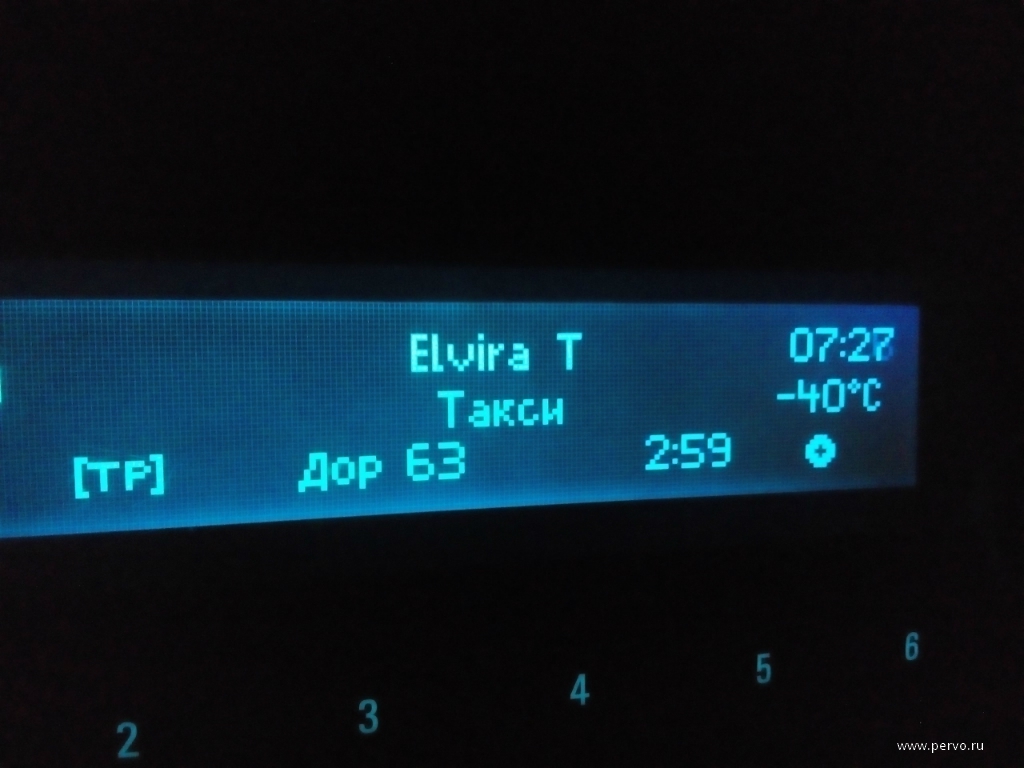 Elvira T 07:27
Такси -40°C
[TP] Дор 63 2:59
2 3 4 5 6
www.pervo.ru